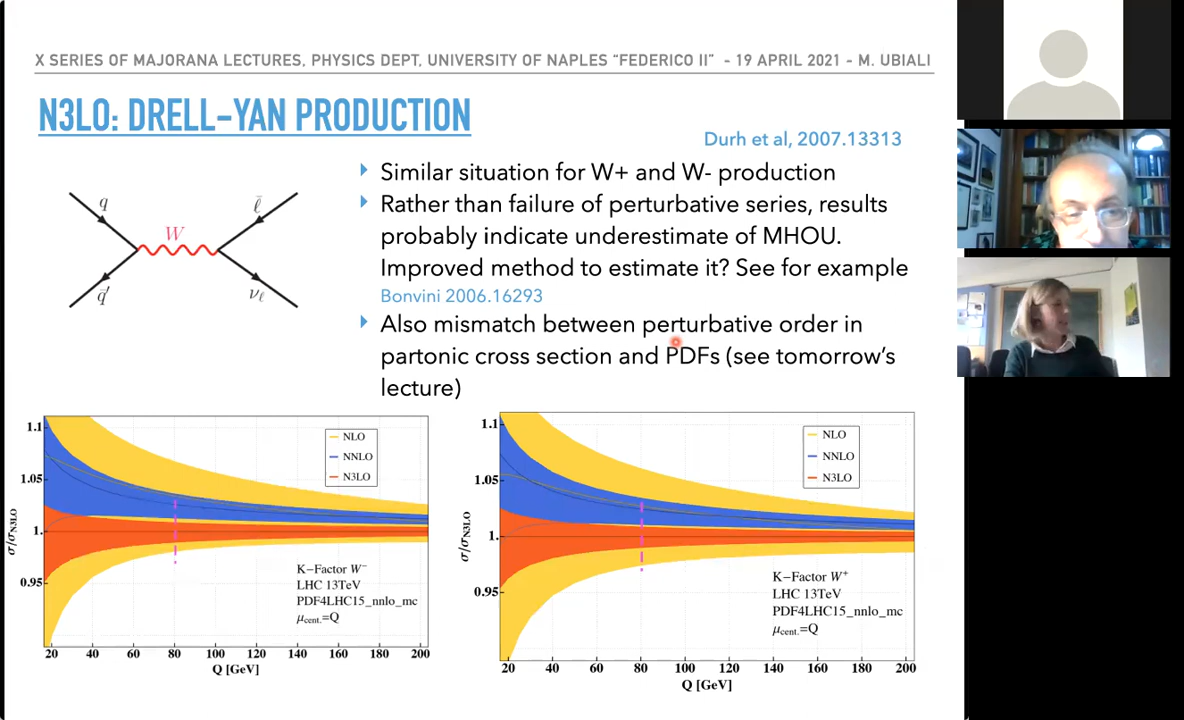 X SERIES OF MAJORANA LECTURES, PHYSICS DEPT, UNIVERSITY OF NAPLES “FEDERICO II” - 19 APRIL 2021 - M. UBIALI
N3LO: DRELL-YAN PRODUCTION
Durh et al, 2007.13313
Similar situation for W+ and W- production
Rather than failure of perturbative series, results
probably indicate underestimate of MHOU.
Improved method to estimate it? See for example
Bonvini 2006.16293
Also mismatch between perturbative order in
partonic cross section and PDFs (see tomorrow’s
lecture)
q
W
ℓ̄
q̄′
νℓ
1.1
1.05
1.
0.95
σ/σN3LO
NLO
NNLO
N3LO
K-Factor W⁻
LHC 13TeV
PDF4LHC15_nnlo_mc
μcent.=Q
20 40 60 80 100 120 140 160 180 200
Q [GeV]
1.1
1.05
1.
0.95
σ/σN3LO
NLO
NNLO
N3LO
K-Factor W⁺
LHC 13TeV
PDF4LHC15_nnlo_mc
μcent.=Q
20 40 60 80 100 120 140 160 180 200
Q [GeV]